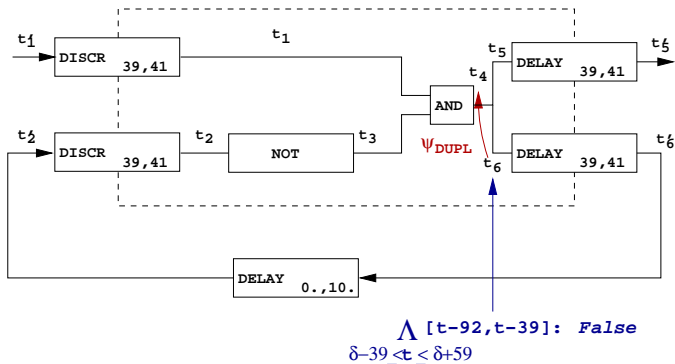 t₁′ DISCR 39,41 t₁ t₅ DELAY 39,41 t₅′
t₄
AND
t₂′ DISCR 39,41 t₂ NOT t₃ ψDUPL t₆ DELAY 39,41 t₆′
DELAY 0.,10.
Λ [t-92,t-39]: False
δ−39 <t < δ+59